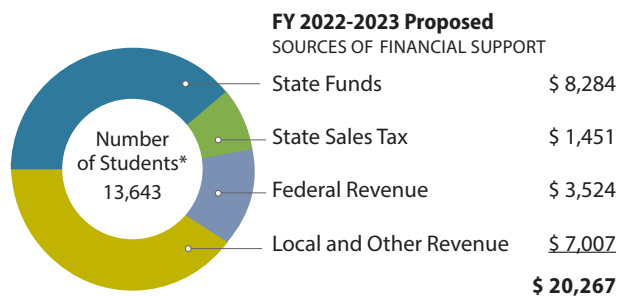 FY 2022-2023 Proposed
SOURCES OF FINANCIAL SUPPORT
State Funds $ 8,284
State Sales Tax $ 1,451
Federal Revenue $ 3,524
Local and Other Revenue $ 7,007
$ 20,267
Number
of Students*
13,643